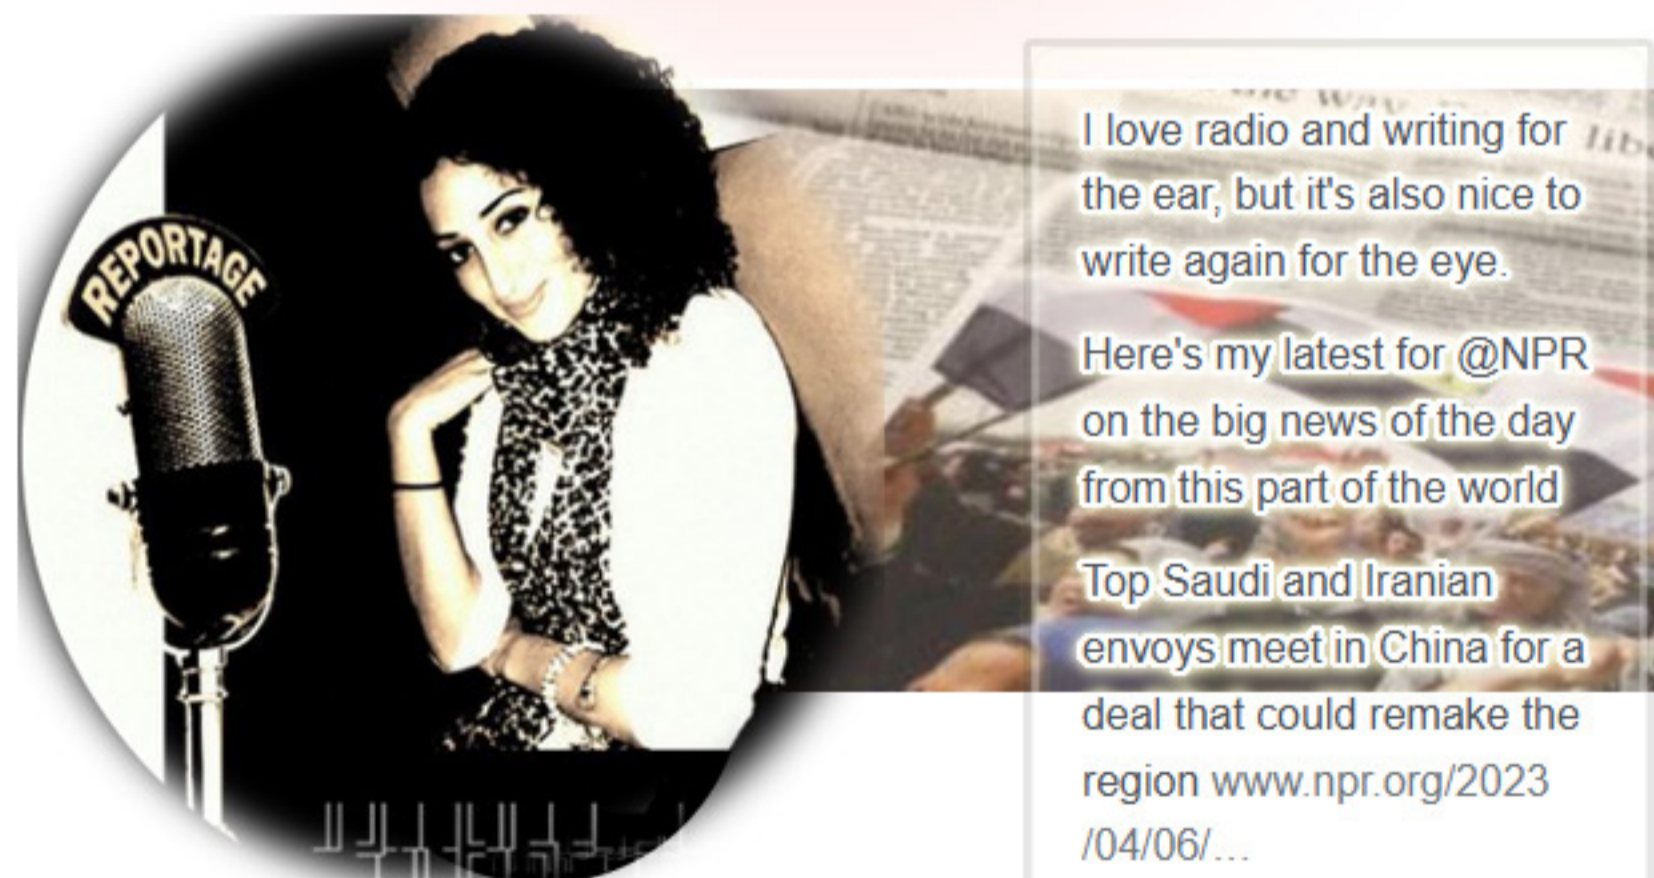 REPORTAGE
the way
lib
I love radio and writing for
the ear, but it's also nice to
write again for the eye.
Here's my latest for @NPR
on the big news of the day
from this part of the world
Top Saudi and Iranian
envoys meet in China for a
deal that could remake the
region www.npr.org/2023
/04/06/…